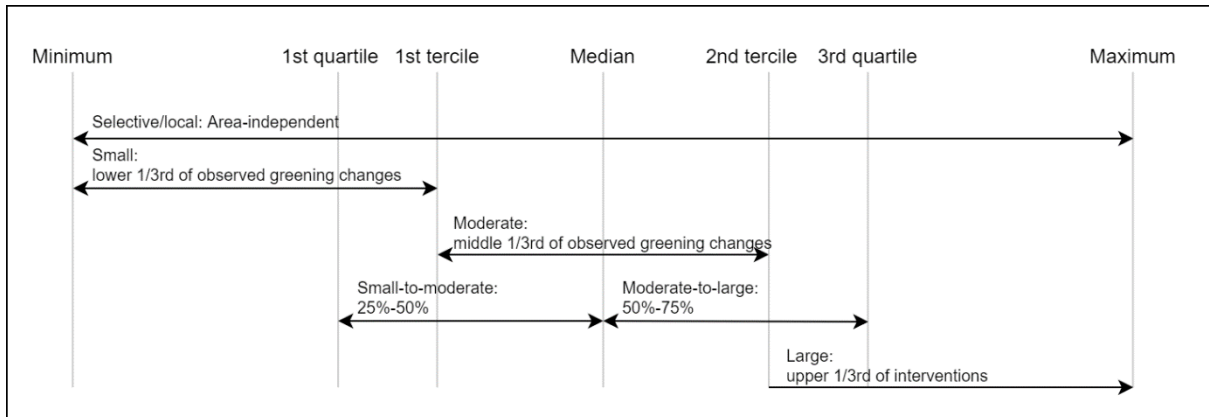 Minimum
1st quartile
1st tercile
Median
2nd tercile
3rd quartile
Maximum
Selective/local: Area-independent
Small:
lower 1/3rd of observed greening changes
Moderate:
middle 1/3rd of observed greening changes
Small-to-moderate:
25%-50%
Moderate-to-large:
50%-75%
Large:
upper 1/3rd of interventions